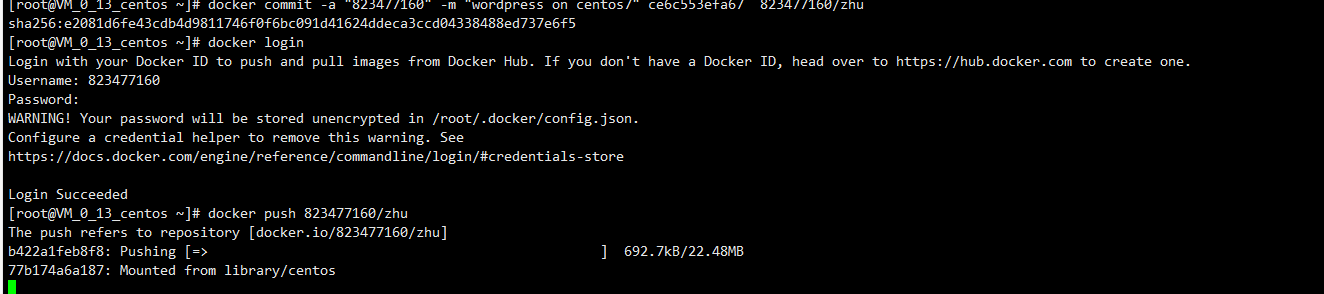 [root@VM_0_13_centos ~]# docker commit -a "823477160" -m "wordpress on centos7" ce6c553efa67  823477160/zhu
sha256:e2081d6fe43cdb4d9811746f0f6bc091d41624ddeca3ccd04338488ed737e6f5
[root@VM_0_13_centos ~]# docker login
Login with your Docker ID to push and pull images from Docker Hub. If you don't have a Docker ID, head over to https://hub.docker.com to create one.
Username: 823477160
Password:
WARNING! Your password will be stored unencrypted in /root/.docker/config.json.
Configure a credential helper to remove this warning. See
https://docs.docker.com/engine/reference/commandline/login/#credentials-store
Login Succeeded
[root@VM_0_13_centos ~]# docker push 823477160/zhu
The push refers to repository [docker.io/823477160/zhu]
b422a1feb8f8: Pushing [=>                                                 ]  692.7kB/22.48MB
77b174a6a187: Mounted from library/centos